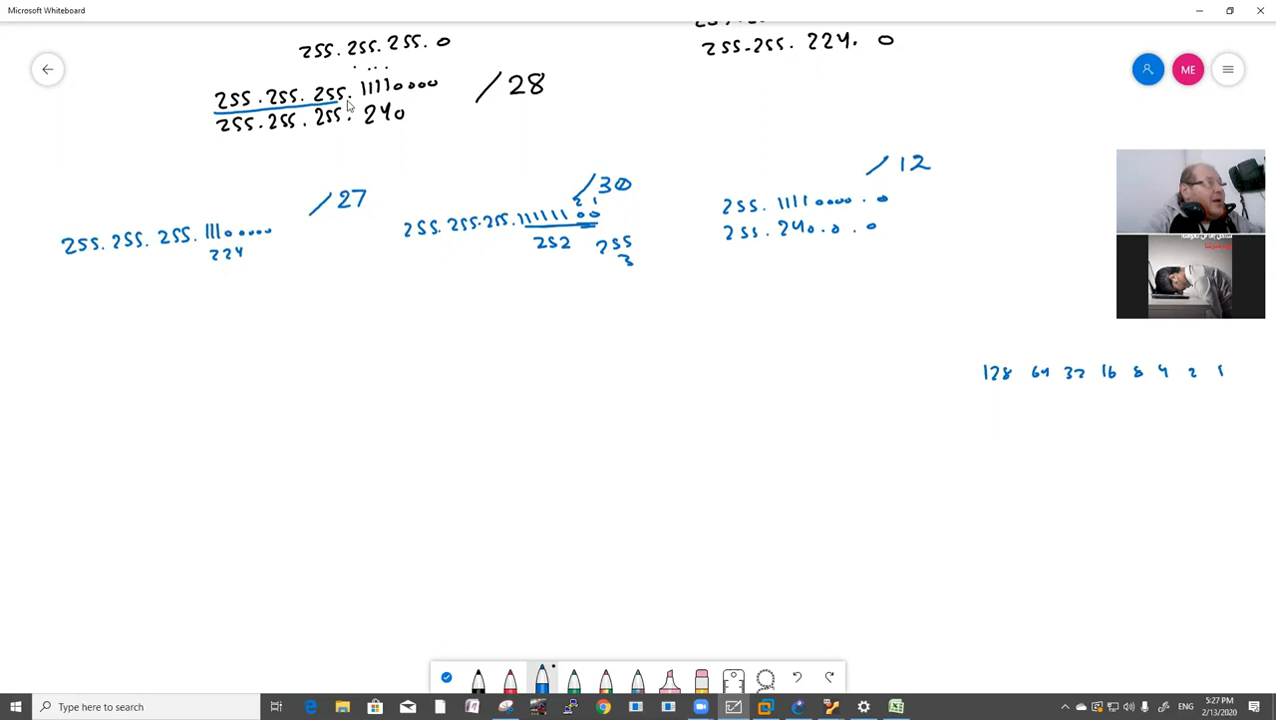 Microsoft Whiteboard
255.255.255.0
255-255.224.0
...
255.255.255.11110000 /28
255.255.255.240
ME
/27
255.255.255.11100000
224
/30
2 1
255.255.255.11111100
252 255
3
/12
255.11110000.0
255.240.0.0
128 64 32 16 8 4 2 1
Type here to search
ENG
5:27 PM
2/13/2020